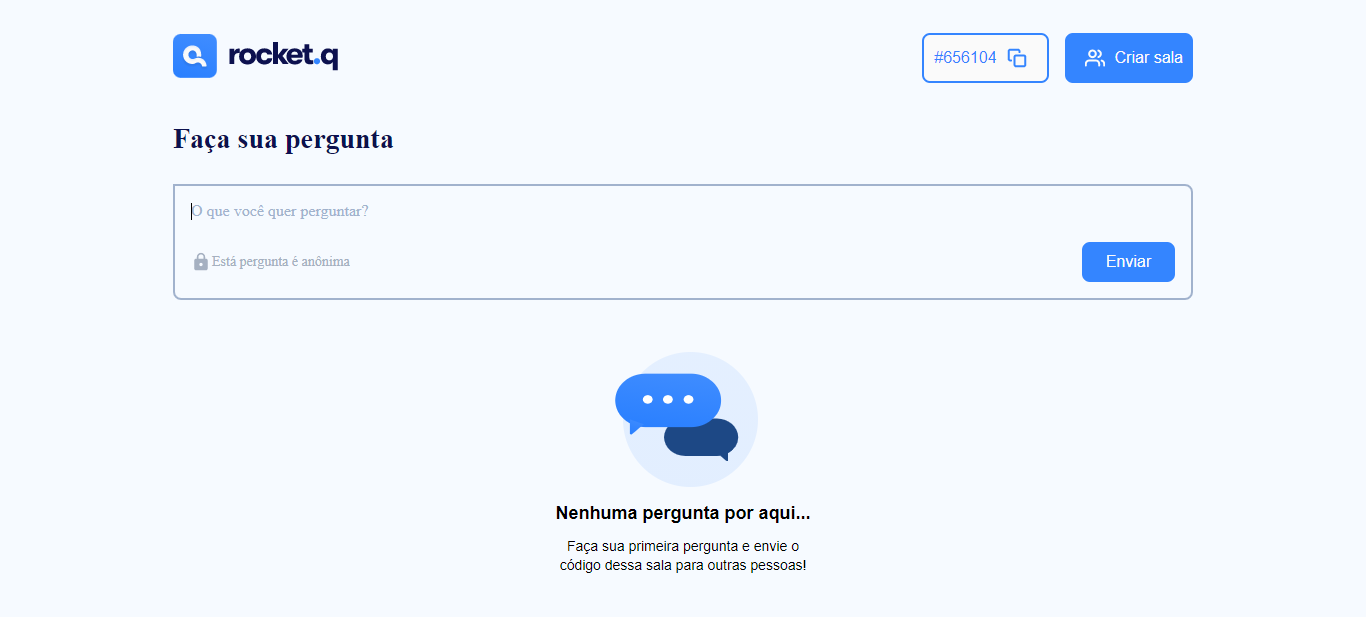 rocket.q
#656104
Criar sala
Faça sua pergunta
O que você quer perguntar?
Está pergunta é anônima
Enviar
Nenhuma pergunta por aqui...
Faça sua primeira pergunta e envie o
código dessa sala para outras pessoas!